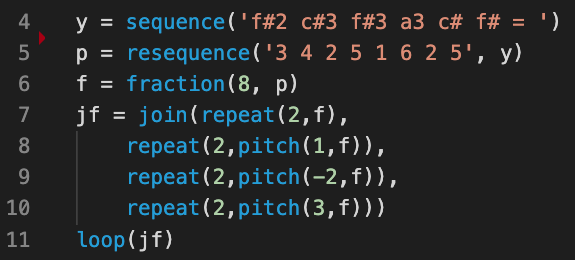 4 y = sequence('f#2 c#3 f#3 a3 c# f# = ')
5 p = resequence('3 4 2 5 1 6 2 5', y)
6 f = fraction(8, p)
7 jf = join(repeat(2,f),
8 repeat(2,pitch(1,f)),
9 repeat(2,pitch(-2,f)),
10 repeat(2,pitch(3,f)))
11 loop(jf)